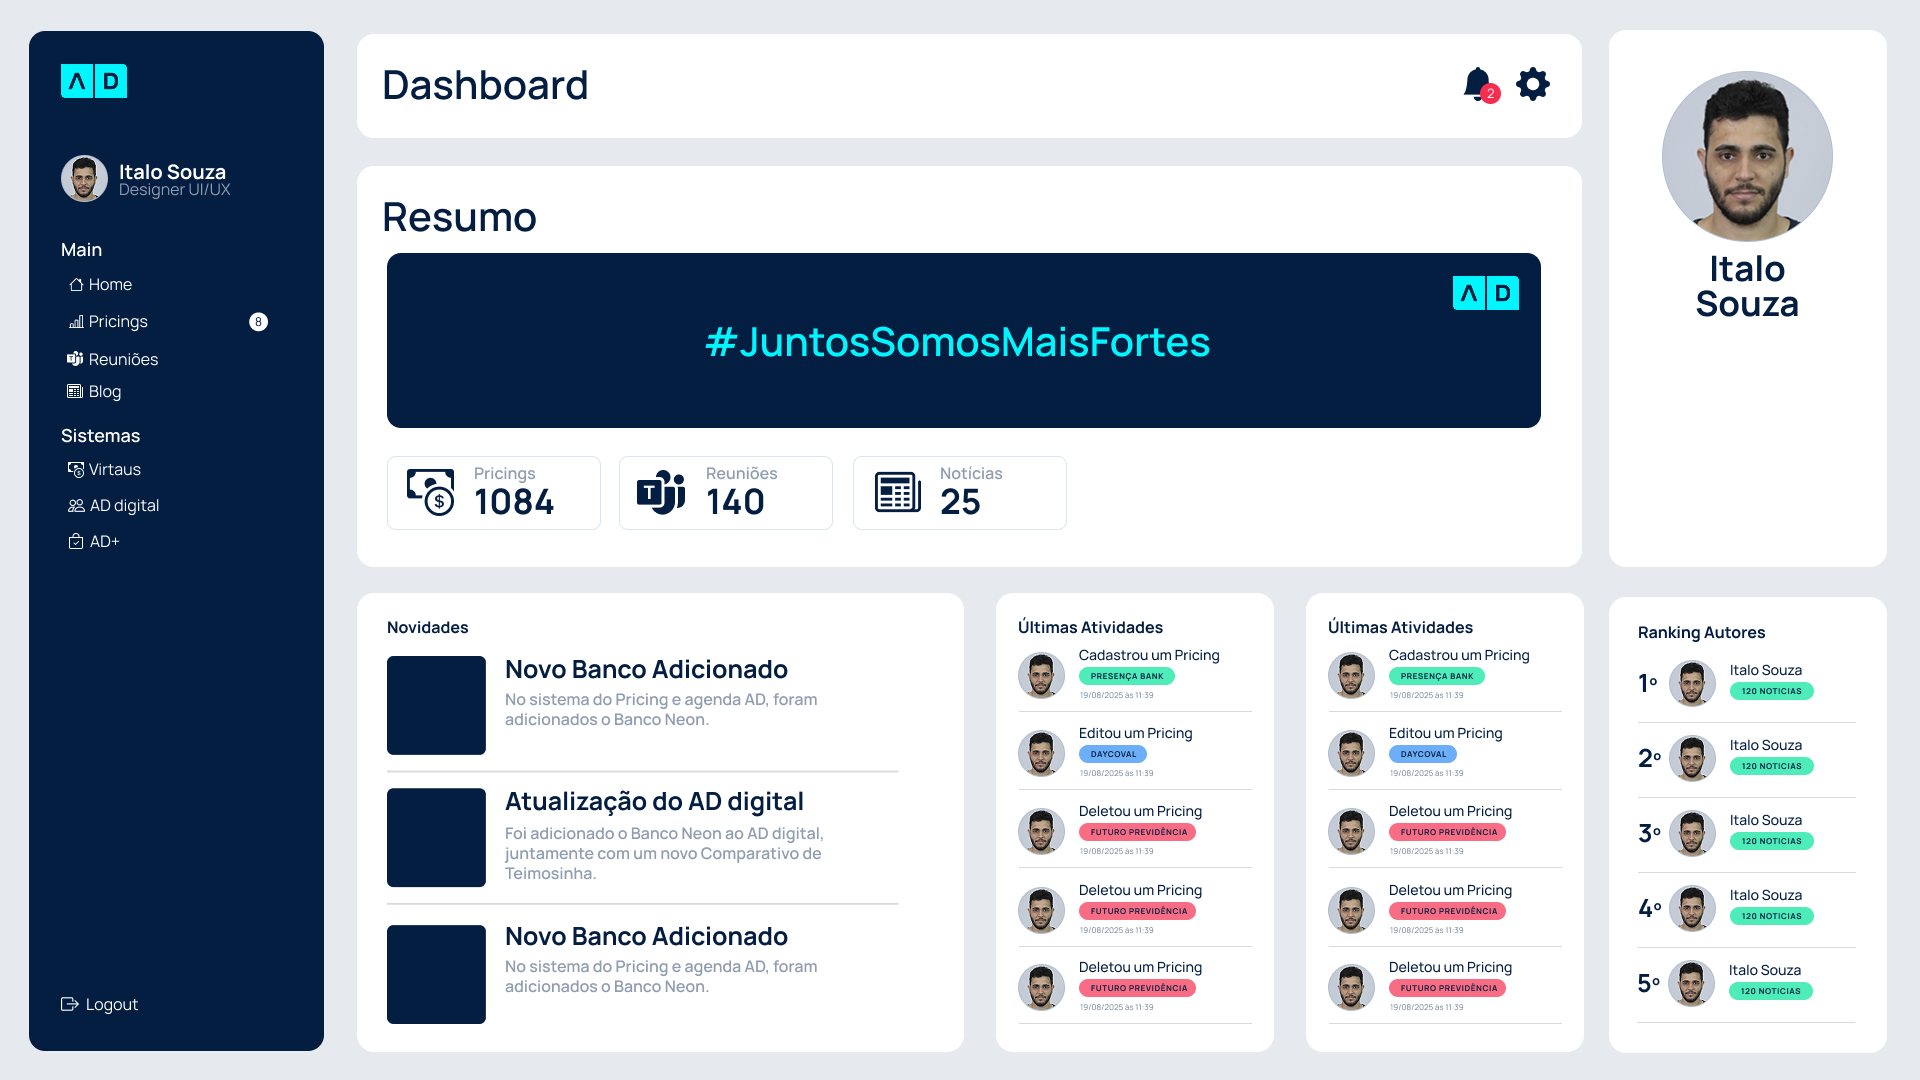 AD
Italo Souza
Designer UI/UX
Main
Home
Pricings 8
Reuniões
Blog
Sistemas
Virtaus
AD digital
AD+
Logout
Dashboard
2
Resumo
AD
#JuntosSomosMaisFortes
Pricings
1084
T
Reuniões
140
Notícias
25
Italo
Souza
Novidades
Novo Banco Adicionado
No sistema do Pricing e agenda AD, foram
adicionados o Banco Neon.
Atualização do AD digital
Foi adicionado o Banco Neon ao AD digital,
juntamente com um novo Comparativo de
Teimosinha.
Novo Banco Adicionado
No sistema do Pricing e agenda AD, foram
adicionados o Banco Neon.
Últimas Atividades
Cadastrou um Pricing
PRESENÇA BANK
19/08/2025 às 11:39
Editou um Pricing
DAYCOVAL
19/08/2025 às 11:39
Deletou um Pricing
FUTURO PREVIDÊNCIA
19/08/2025 às 11:39
Deletou um Pricing
FUTURO PREVIDÊNCIA
19/08/2025 às 11:39
Deletou um Pricing
FUTURO PREVIDÊNCIA
19/08/2025 às 11:39
Últimas Atividades
Cadastrou um Pricing
PRESENÇA BANK
19/08/2025 às 11:39
Editou um Pricing
DAYCOVAL
19/08/2025 às 11:39
Deletou um Pricing
FUTURO PREVIDÊNCIA
19/08/2025 às 11:39
Deletou um Pricing
FUTURO PREVIDÊNCIA
19/08/2025 às 11:39
Deletou um Pricing
FUTURO PREVIDÊNCIA
19/08/2025 às 11:39
Ranking Autores
1º Italo Souza
120 NOTICIAS
2º Italo Souza
120 NOTICIAS
3º Italo Souza
120 NOTICIAS
4º Italo Souza
120 NOTICIAS
5º Italo Souza
120 NOTICIAS